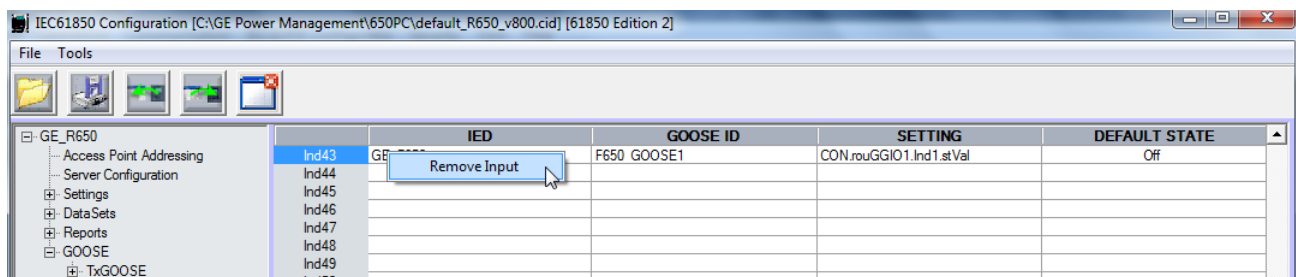 IEC61850 Configuration [C:\GE Power Management\650PC\default_R650_v800.cid] [61850 Edition 2]
File Tools
GE_R650
Access Point Addressing
Server Configuration
Settings
DataSets
Reports
GOOSE
TxGOOSE
IED GOOSE ID SETTING DEFAULT STATE
Ind43 F650 GOOSE1 CON.rouGGIO1.Ind1.stVal Off
Remove Input
Ind44
Ind45
Ind46
Ind47
Ind48
Ind49